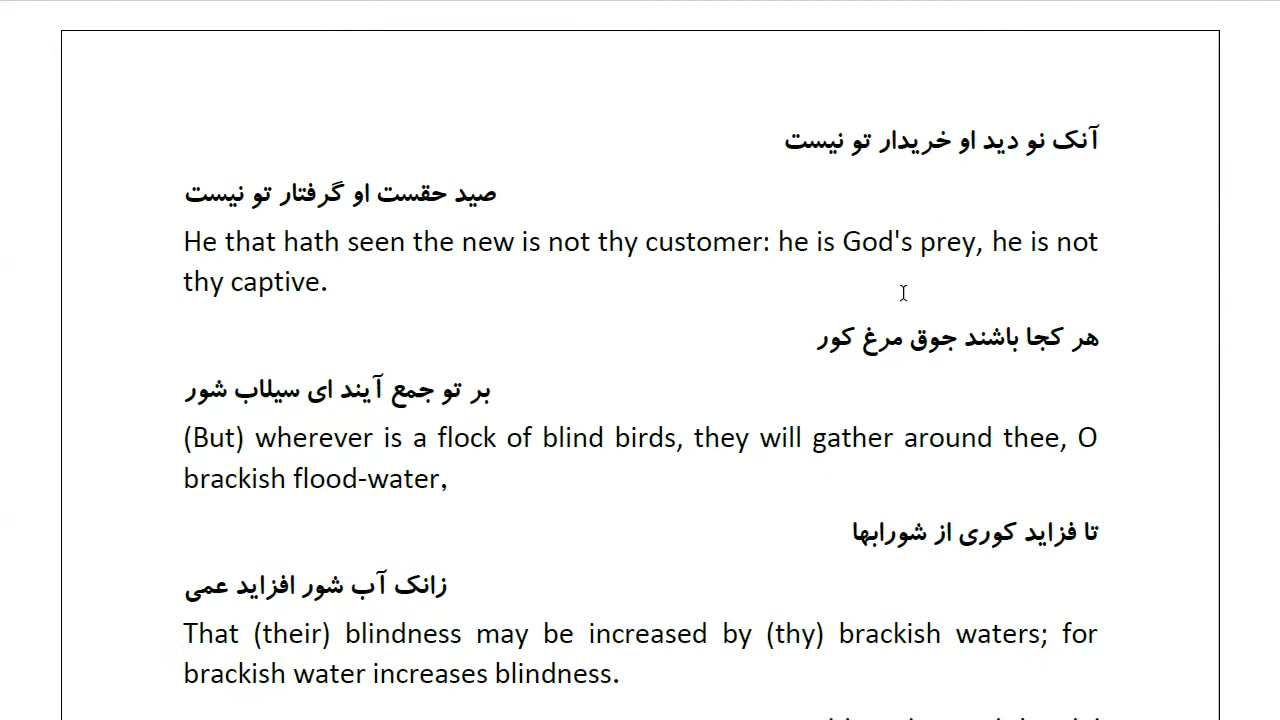 آنک نو دید او خریدار تو نیست
صید حقست او گرفتار تو نیست
He that hath seen the new is not thy customer: he is God's prey, he is not
thy captive.
هر کجا باشند جوق مرغ کور
بر تو جمع آیند ای سیلاب شور
(But) wherever is a flock of blind birds, they will gather around thee, O
brackish flood-water,
تا فزاید کوری از شورابها
زانک آب شور افزاید عمی
That (their) blindness may be increased by (thy) brackish waters; for
brackish water increases blindness.